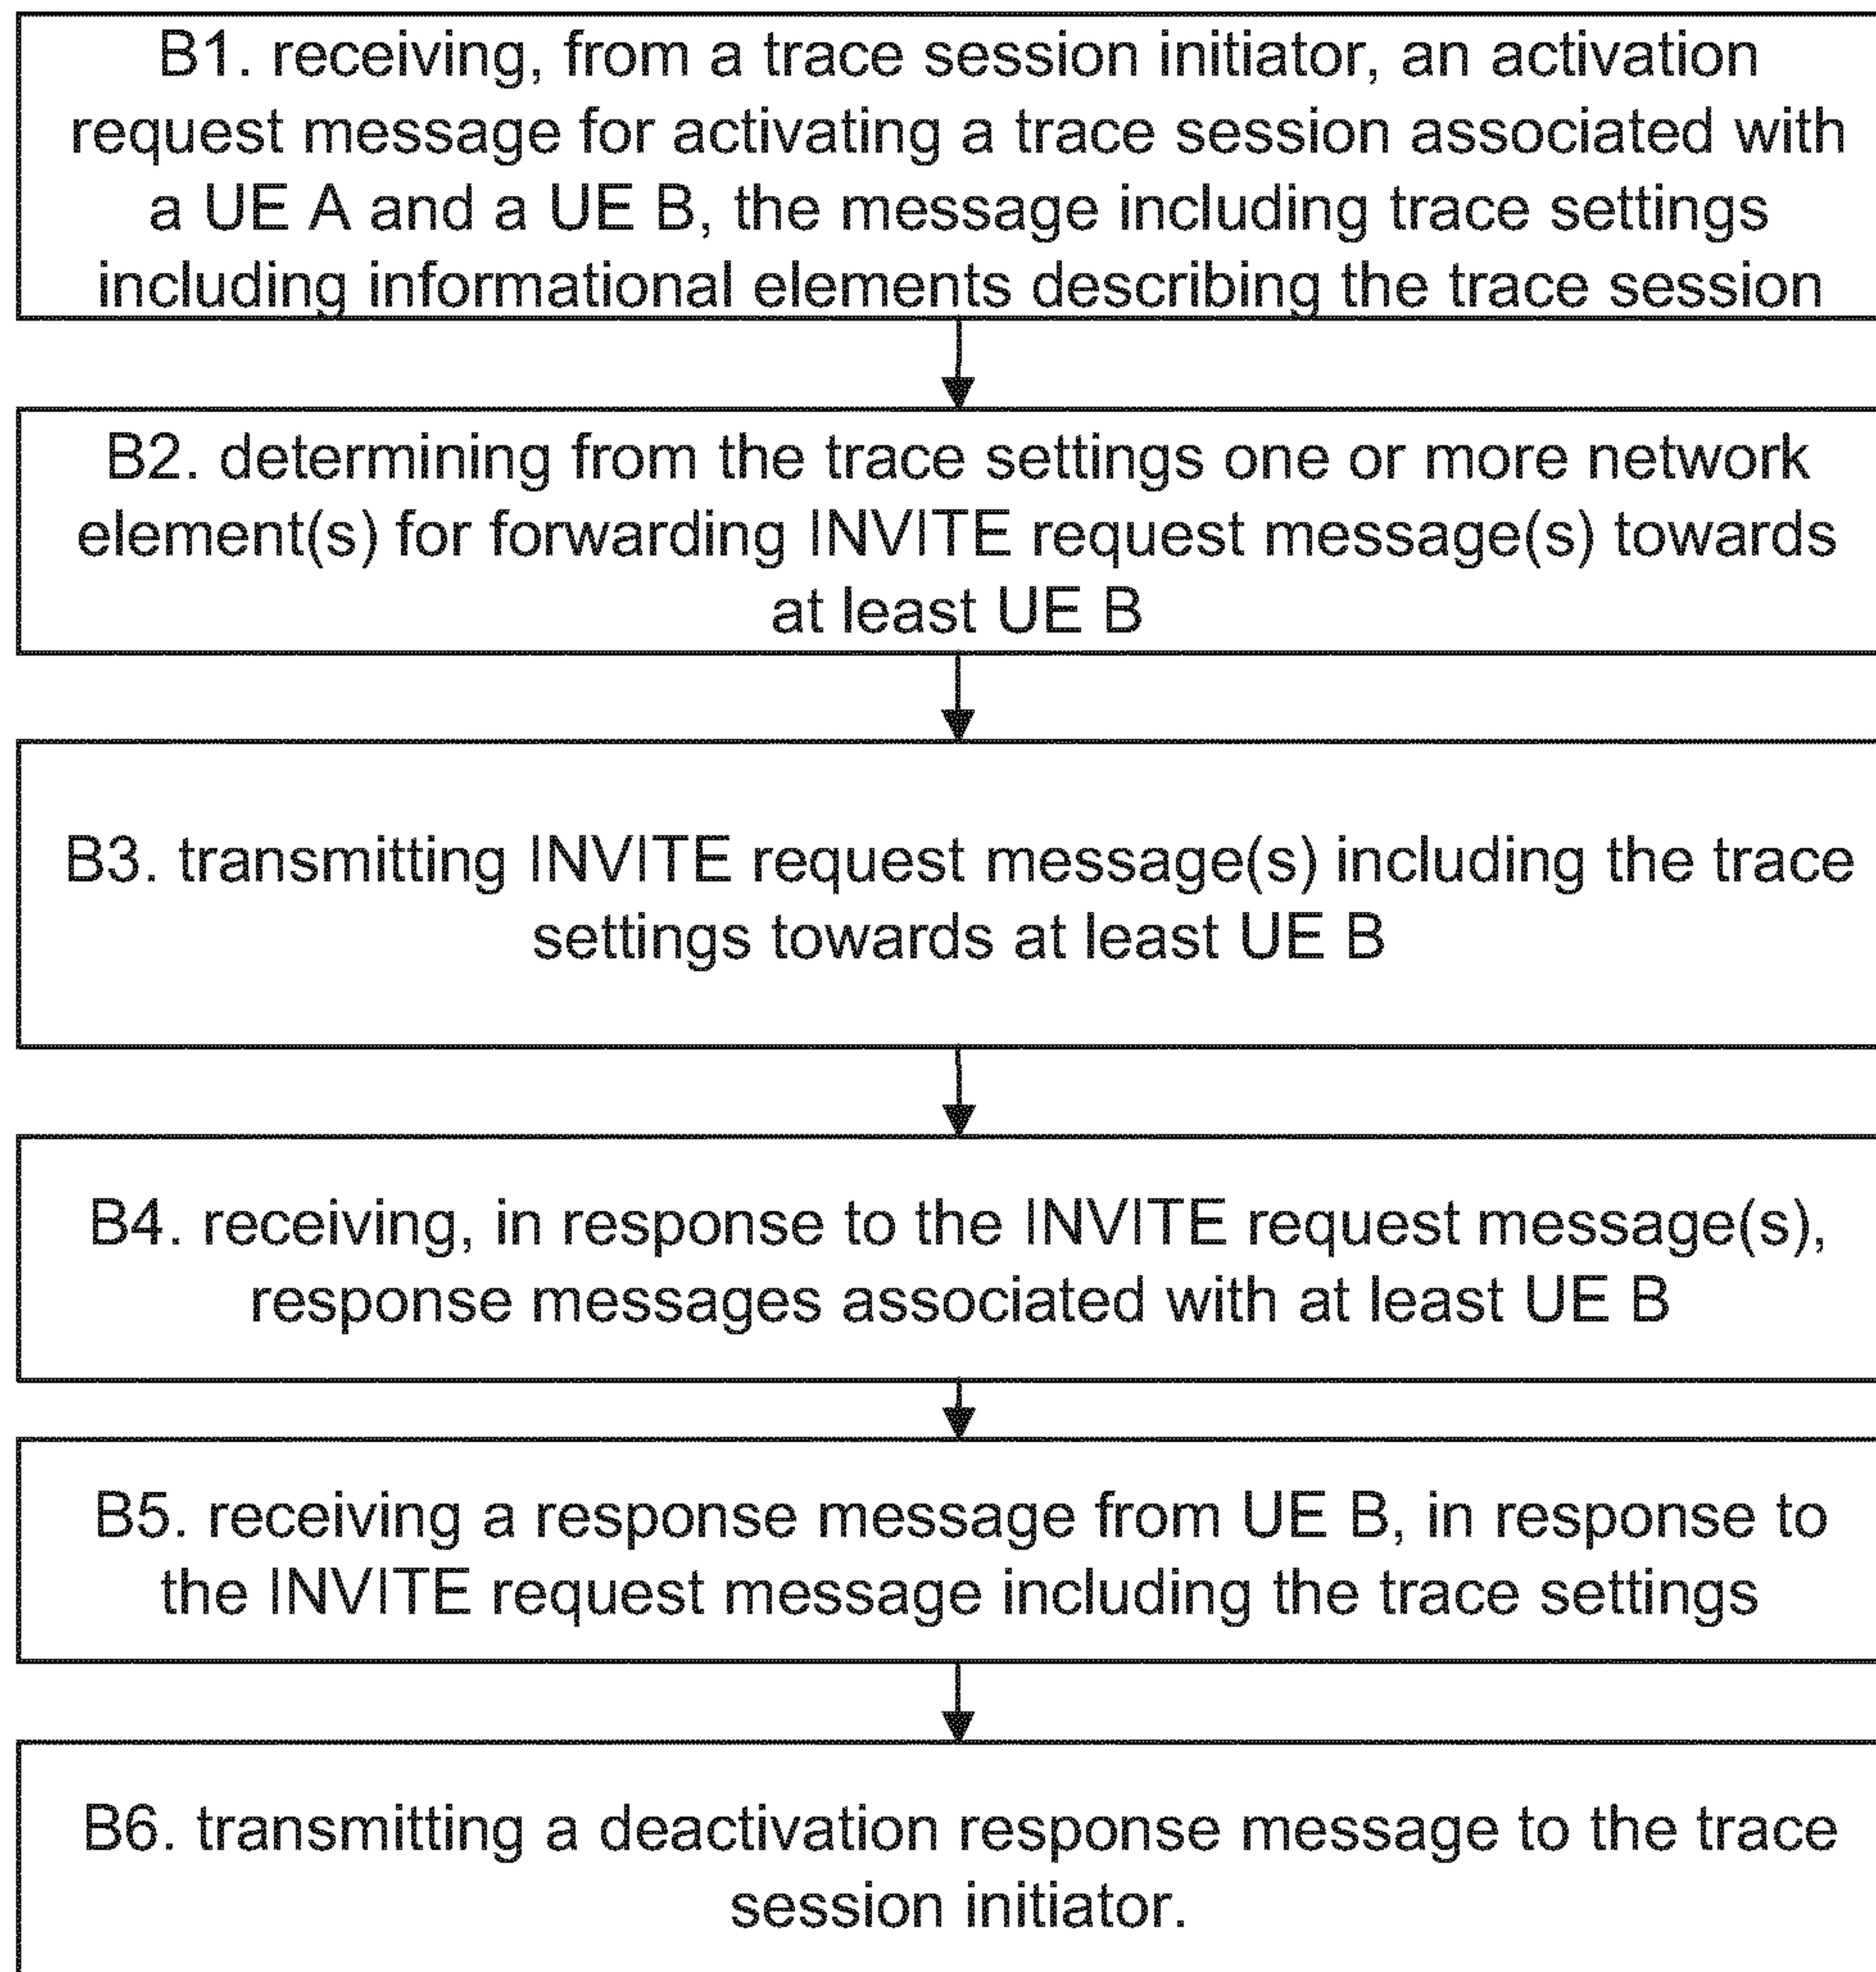 B1. receiving, from a trace session initiator, an activation
request message for activating a trace session associated with
a UE A and a UE B, the message including trace settings
including informational elements describing the trace session
B2. determining from the trace settings one or more network
element(s) for forwarding INVITE request message(s) towards
at least UE B
B3. transmitting INVITE request message(s) including the trace
settings towards at least UE B
B4. receiving, in response to the INVITE request message(s),
response messages associated with at least UE B
B5. receiving a response message from UE B, in response to
the INVITE request message including the trace settings
B6. transmitting a deactivation response message to the trace
session initiator.